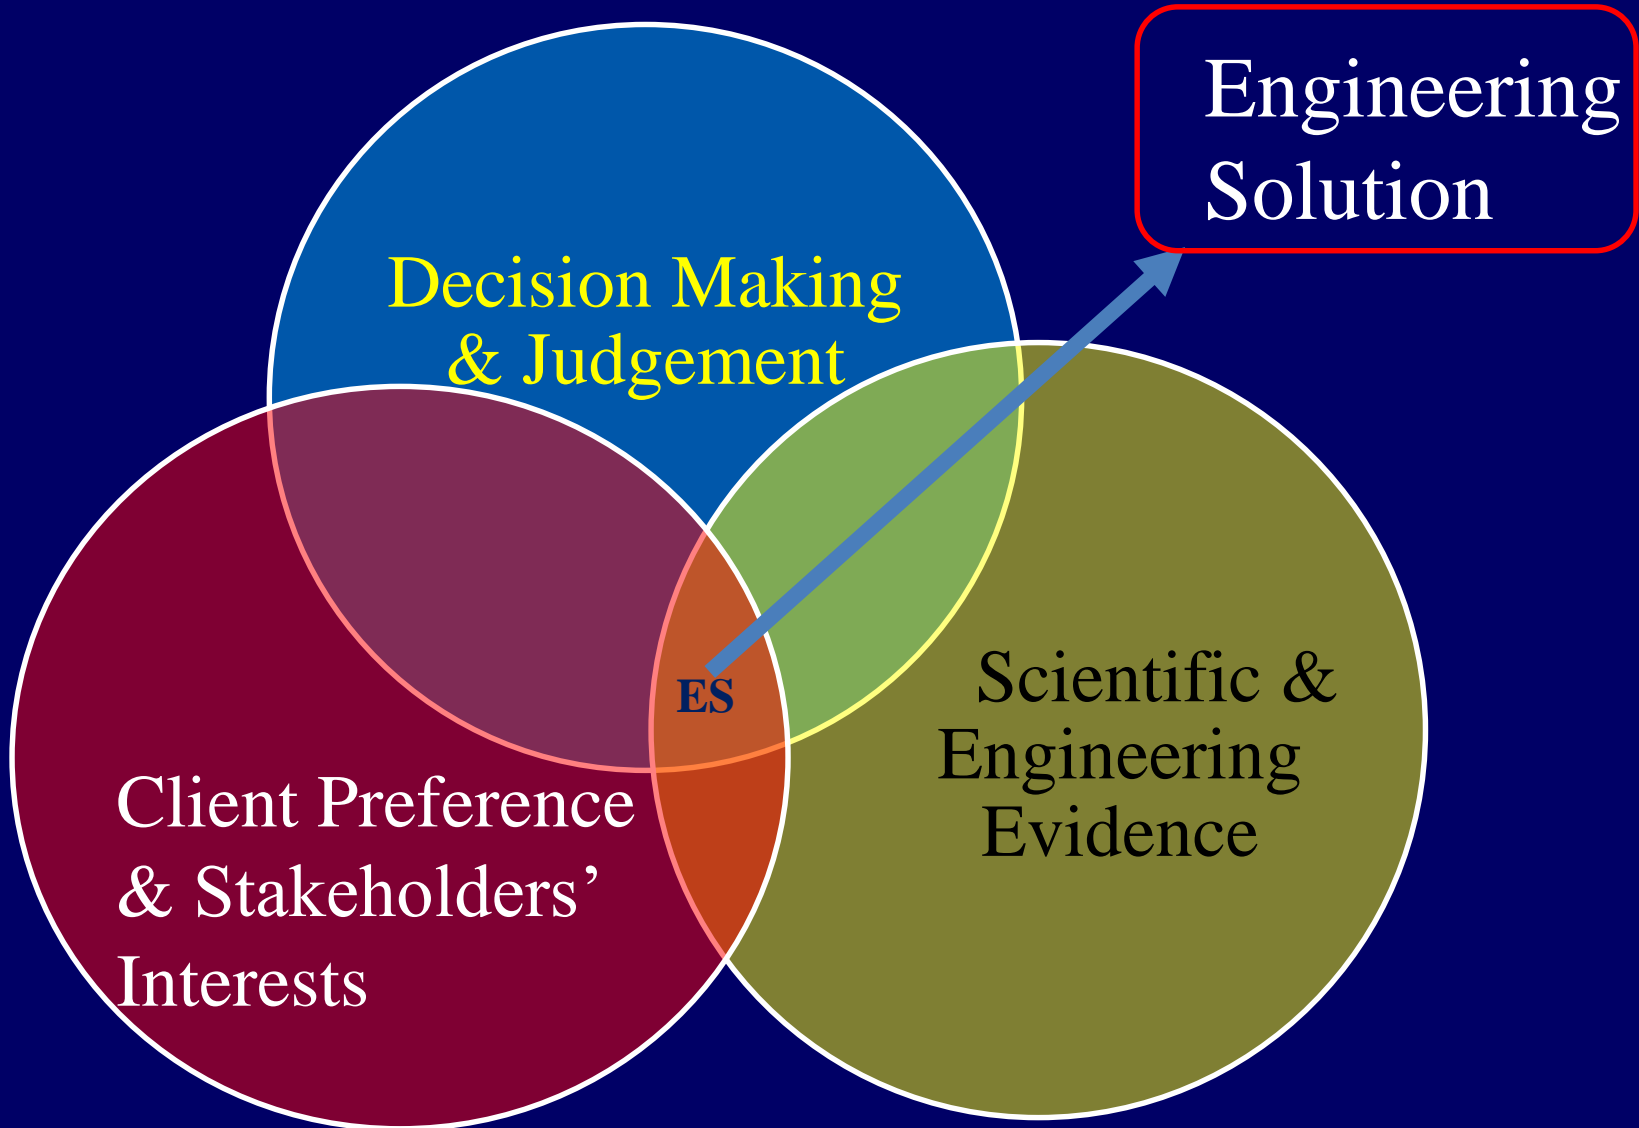 Engineering
Solution
Decision Making
& Judgement
ES
Scientific &
Engineering
Evidence
Client Preference
& Stakeholders’
Interests